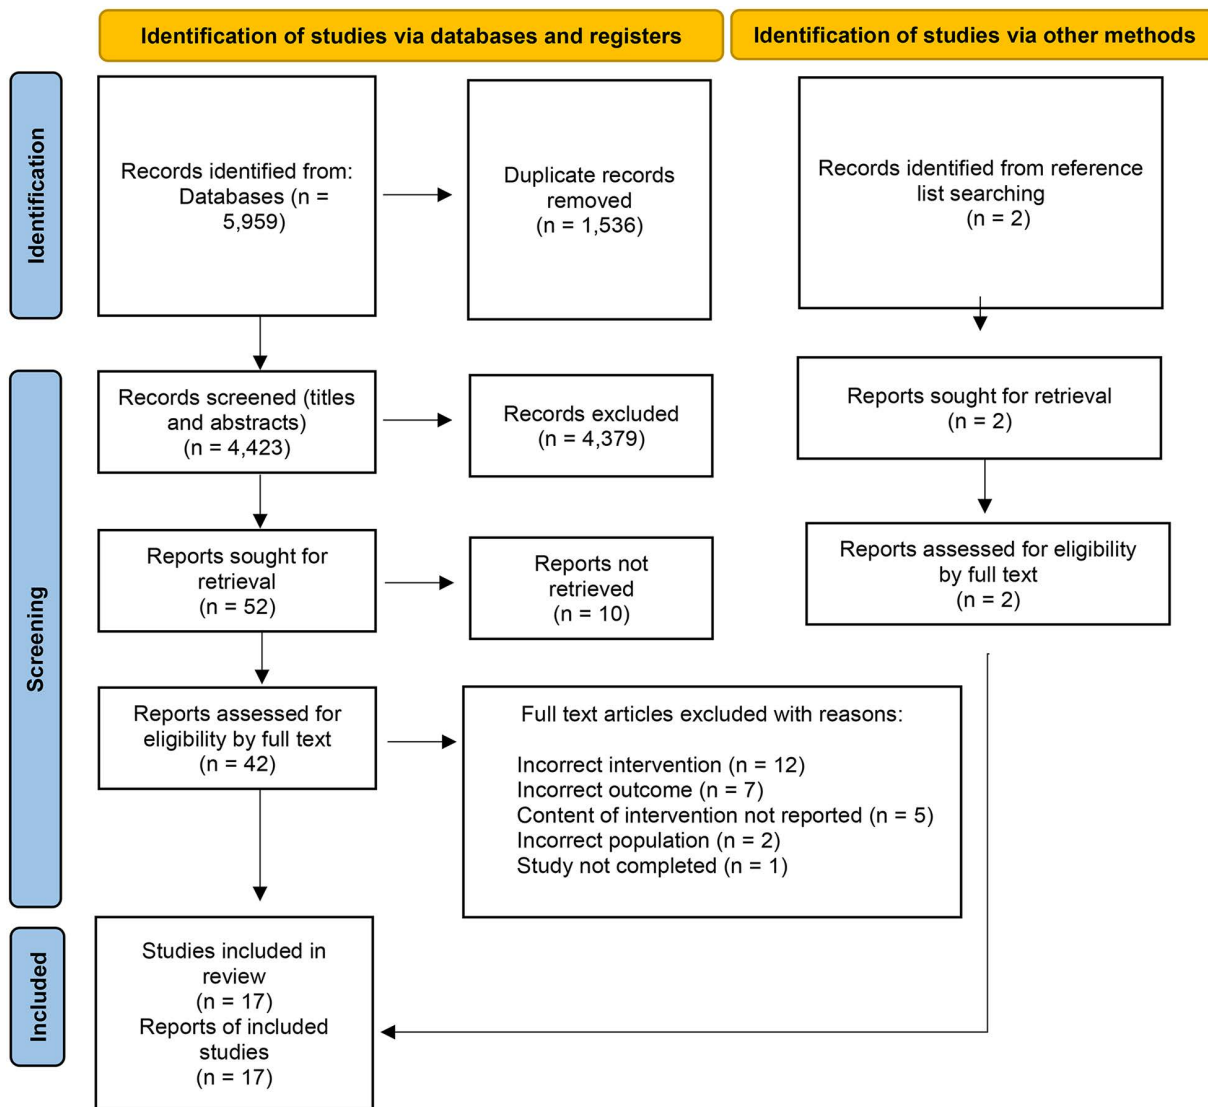 Identification of studies via databases and registers
Identification of studies via other methods
Identification
Records identified from:
Databases (n =
5,959)
Duplicate records
removed
(n = 1,536)
Records identified from reference
list searching
(n = 2)
Screening
Records screened (titles
and abstracts)
(n = 4,423)
Records excluded
(n = 4,379)
Reports sought for retrieval
(n = 2)
Reports sought for
retrieval
(n = 52)
Reports not
retrieved
(n = 10)
Reports assessed for eligibility
by full text
(n = 2)
Reports assessed for
eligibility by full text
(n = 42)
Full text articles excluded with reasons:
Incorrect intervention (n = 12)
Incorrect outcome (n = 7)
Content of intervention not reported (n = 5)
Incorrect population (n = 2)
Study not completed (n = 1)
Included
Studies included in
review
(n = 17)
Reports of included
studies
(n = 17)